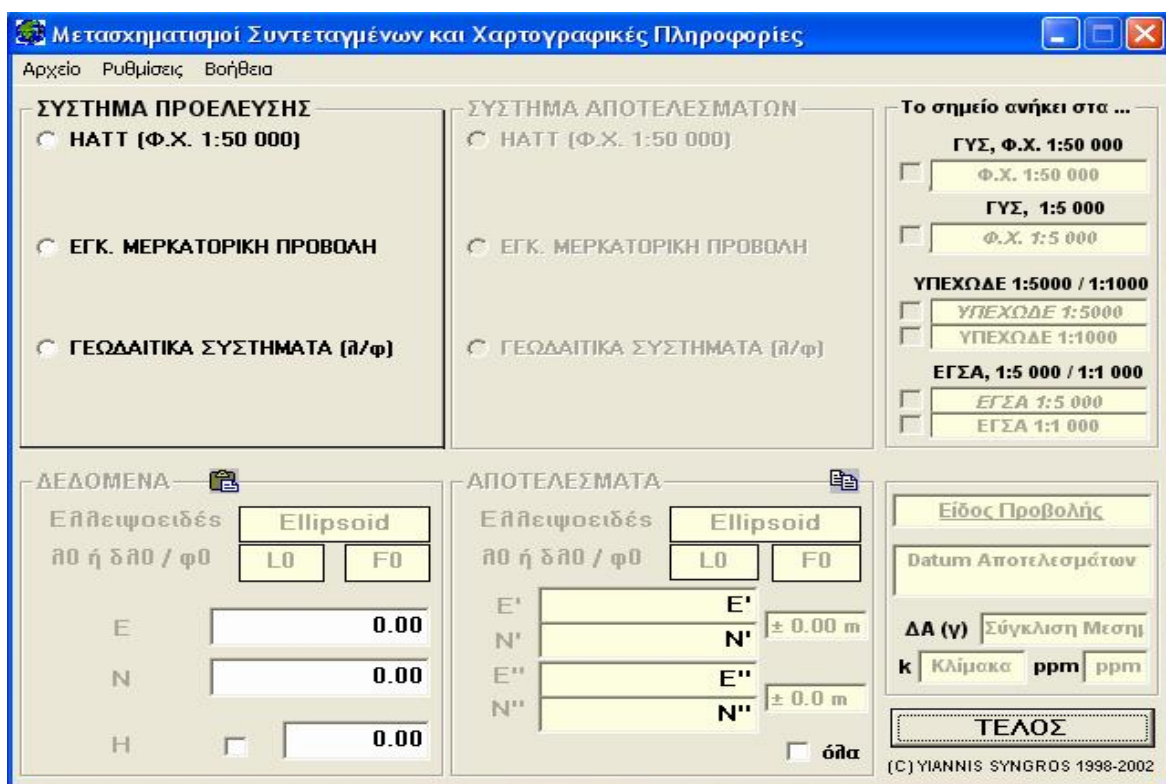 Μετασχηματισμοί Συντεταγμένων και Χαρτογραφικές Πληροφορίες
Αρχείο Ρυθμίσεις Βοήθεια
ΣΥΣΤΗΜΑ ΠΡΟΕΛΕΥΣΗΣ
HATT (Φ.Χ. 1:50 000)
ΕΓΚ. ΜΕΡΚΑΤΟΡΙΚΗ ΠΡΟΒΟΛΗ
ΓΕΩΔΑΙΤΙΚΑ ΣΥΣΤΗΜΑΤΑ (λ/φ)
ΣΥΣΤΗΜΑ ΑΠΟΤΕΛΕΣΜΑΤΩΝ
HATT (Φ.Χ. 1:50 000)
ΕΓΚ. ΜΕΡΚΑΤΟΡΙΚΗ ΠΡΟΒΟΛΗ
ΓΕΩΔΑΙΤΙΚΑ ΣΥΣΤΗΜΑΤΑ (λ/φ)
Το σημείο ανήκει στα ...
ΓΥΣ, Φ.Χ. 1:50 000
Φ.Χ. 1:50 000
ΓΥΣ, 1:5 000
Φ.Χ. 1:5 000
ΥΠΕΧΩΔΕ 1:5000 / 1:1000
ΥΠΕΧΩΔΕ 1:5000
ΥΠΕΧΩΔΕ 1:1000
ΕΓΣΑ, 1:5 000 / 1:1 000
ΕΓΣΑ 1:5 000
ΕΓΣΑ 1:1 000
ΔΕΔΟΜΕΝΑ
Ελλειψοειδές Ellipsoid
λ0 ή δλ0 / φ0 L0 F0
E 0.00
N 0.00
H 0.00
ΑΠΟΤΕΛΕΣΜΑΤΑ
Ελλειψοειδές Ellipsoid
λ0 ή δλ0 / φ0 L0 F0
E' E'
± 0.00 m
N' N'
E'' E''
± 0.0 m
N'' N''
όλα
Είδος Προβολής
Datum Αποτελεσμάτων
ΔΑ (γ) Σύγκλιση Μεσημ
k Κλίμακα ppm ppm
ΤΕΛΟΣ
(C) YIANNIS SYNGROS 1998-2002